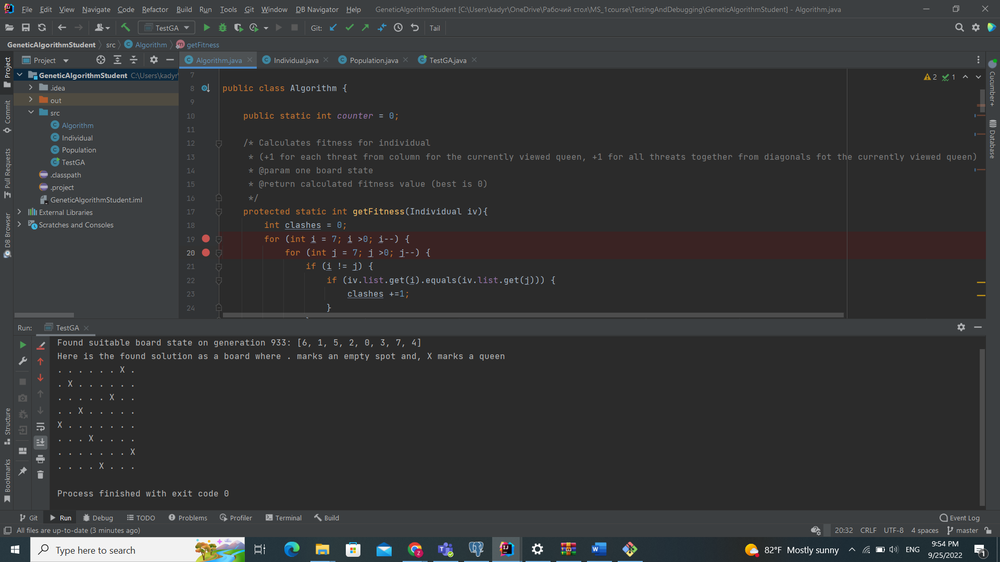 File Edit View Navigate Code Refactor Build Run Tools Git Window DB Navigator Help GeneticAlgorithmStudent [C:\Users\kadyr\OneDrive\Рабочий стол\MS_1course\TestingAndDebugging\GeneticAlgorithmStudent] - Algorithm.java
TestGA Git: Tail
GeneticAlgorithmStudent src Algorithm getFitness
Project
Algorithm.java Individual.java Population.java TestGA.java
GeneticAlgorithmStudent C:\Users\kadyr\
.idea
out
src
Algorithm
Individual
Population
TestGA
.classpath
.project
GeneticAlgorithmStudent.iml
External Libraries
Scratches and Consoles
Project
Commit
Pull Requests
DB Browser
Structure
Bookmarks
Cucumber+
Database
2 1
7
8 public class Algorithm {
9
10 public static int counter = 0;
11
12 /* Calculates fitness for individual
13 * (+1 for each threat from column for the currently viewed queen, +1 for all threats together from diagonals fot the currently viewed queen)
14 * @param one board state
15 * @return calculated fitness value (best is 0)
16 */
17 protected static int getFitness(Individual iv){
18 int clashes = 0;
19 for (int i = 7; i >0; i--) {
20 for (int j = 7; j >0; j--) {
21 if (i != j) {
22 if (iv.list.get(i).equals(iv.list.get(j))) {
23 clashes +=1;
24 }
Run: TestGA
Found suitable board state on generation 933: [6, 1, 5, 2, 0, 3, 7, 4]
Here is the found solution as a board where . marks an empty spot and, X marks a queen
. . . . . . X .
. X . . . . . .
. . . . . X . .
. . X . . . . .
X . . . . . . .
. . . X . . . .
. . . . . . . X
. . . . X . . .
Process finished with exit code 0
Git Run Debug TODO Problems Profiler Terminal Build Event Log
All files are up-to-date (3 minutes ago) 20:32 CRLF UTF-8 4 spaces master
Type here to search
Z
82°F Mostly sunny ENG
9:54 PM
9/25/2022
1